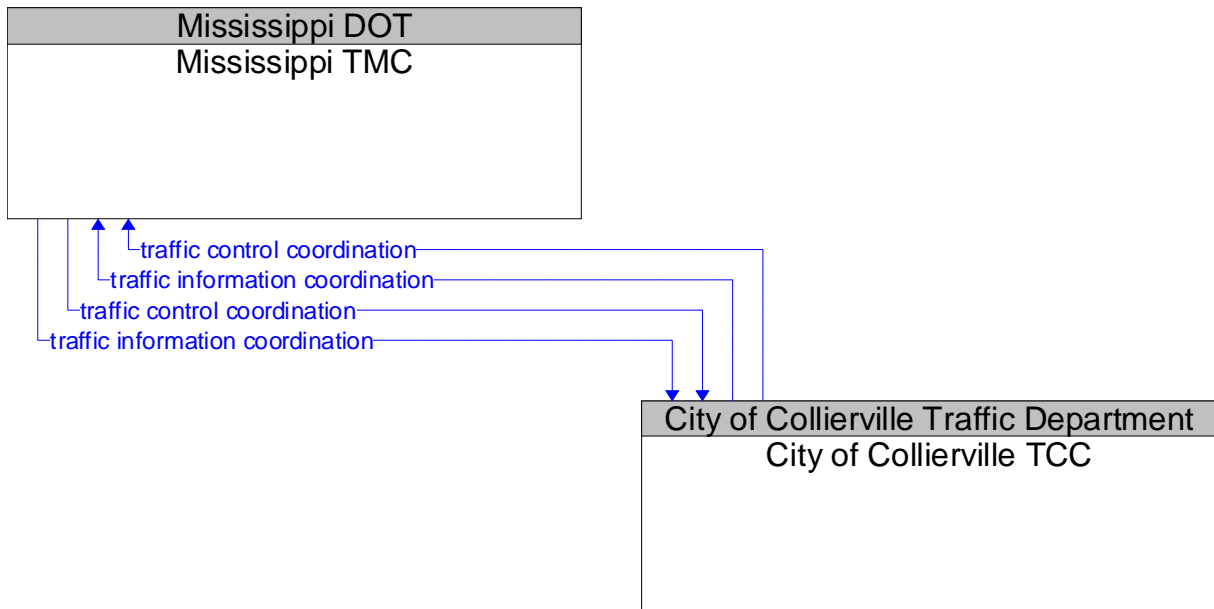 Mississippi DOT
Mississippi TMC
traffic control coordination
traffic information coordination
traffic control coordination
traffic information coordination
City of Collierville Traffic Department
City of Collierville TCC